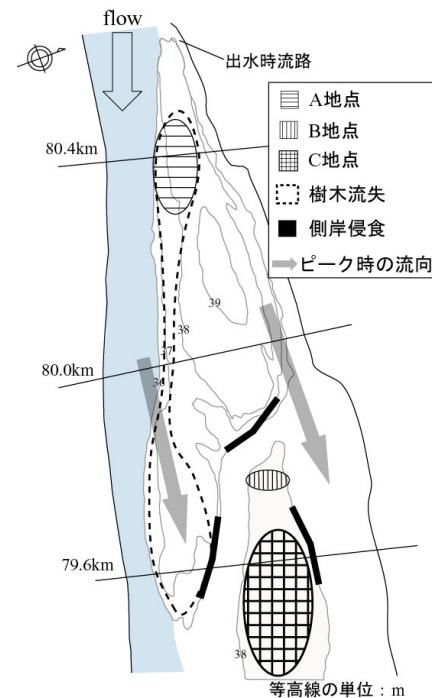 flow
出水時流路
A地点
B地点
C地点
樹木流失
側岸侵食
ピーク時の流向
80.4km
39
38
37
36
80.0km
79.6km
38
等高線の単位：m